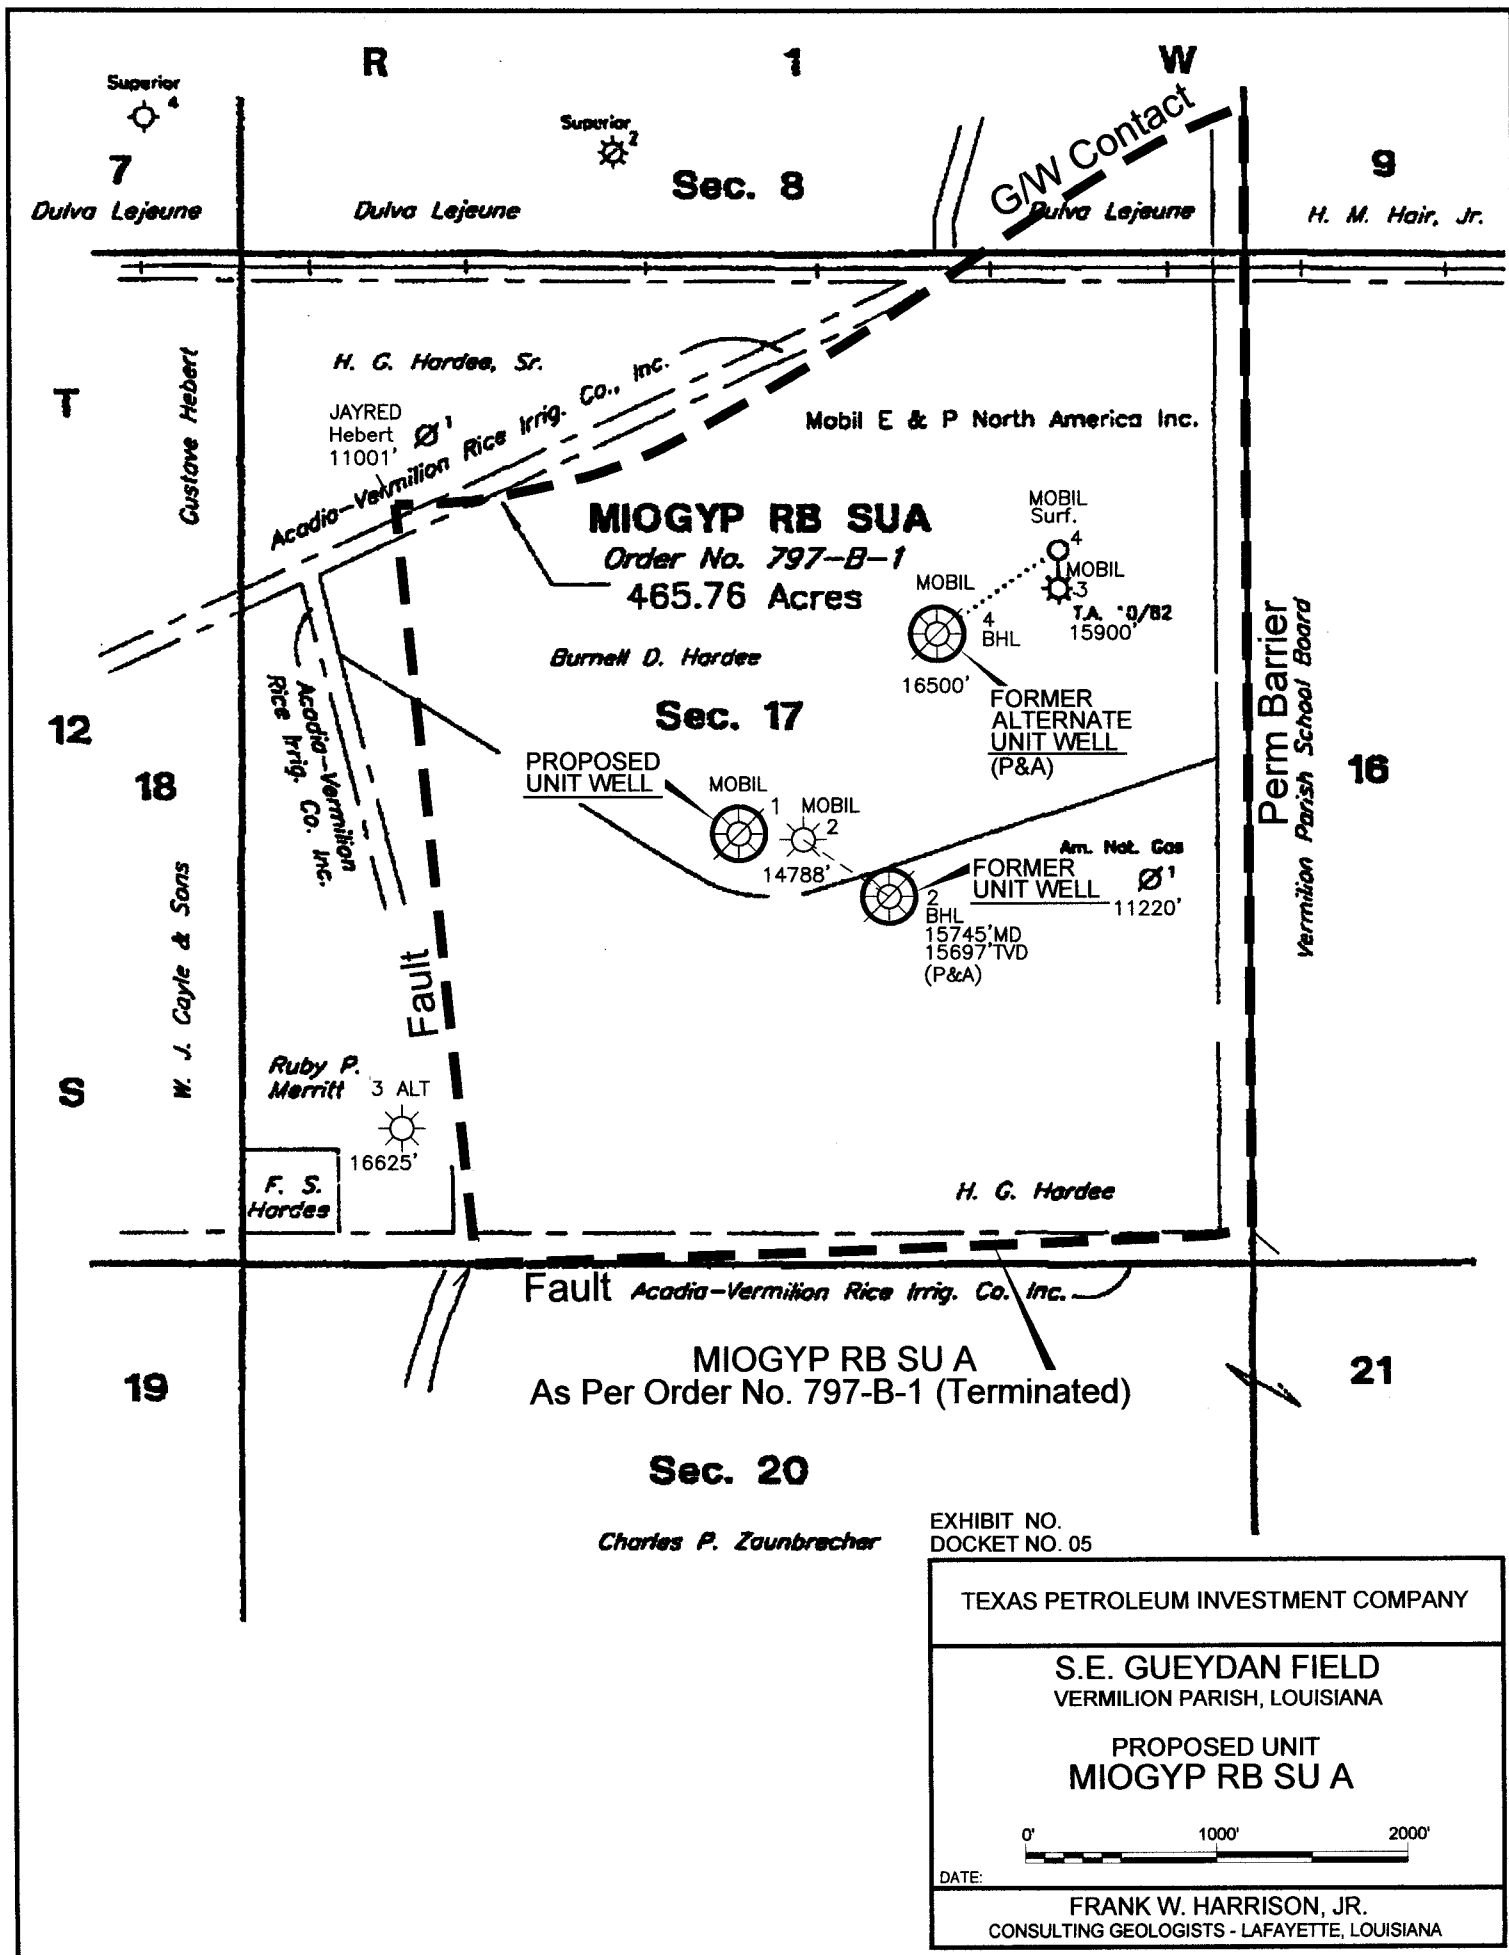 R 1 W
Superior
4
Superior
2
G/W Contact
7
Sec. 8
9
Dulva Lejeune
Dulva Lejeune
Dulva Lejeune
H. M. Hair, Jr.
T
Gustave Hebert
H. G. Hardee, Sr.
Acadia-Vermilion Rice Irrig. Co., Inc.
JAYRED
Hebert
1
11001'
Mobil E & P North America Inc.
MIOGYP RB SUA
Order No. 797-B-1
465.76 Acres
MOBIL
Surf.
4
MOBIL
3
T.A. '0/82
15900'
MOBIL
4
BHL
16500'
FORMER
ALTERNATE
UNIT WELL
(P&A)
Burnell D. Hardee
Perm Barrier
Vermilion Parish School Board
Acadia-Vermilion
Rice Irrig. Co. Inc.
12
Sec. 17
16
18
PROPOSED
UNIT WELL
MOBIL
1
MOBIL
2
14788'
Am. Nat. Gas
1
11220'
FORMER
UNIT WELL
2
BHL
15745'MD
15697'TVD
(P&A)
W. J. Cayle & Sons
Fault
S
Ruby P.
Merritt
3 ALT
16625'
F. S.
Hardee
H. G. Hardee
Fault
Acadia-Vermilion Rice Irrig. Co. Inc.
MIOGYP RB SU A
As Per Order No. 797-B-1 (Terminated)
19
21
Sec. 20
Charles P. Zaunbrecher
EXHIBIT NO.
DOCKET NO. 05
TEXAS PETROLEUM INVESTMENT COMPANY
S.E. GUEYDAN FIELD
VERMILION PARISH, LOUISIANA
PROPOSED UNIT
MIOGYP RB SU A
0' 1000' 2000'
DATE:
FRANK W. HARRISON, JR.
CONSULTING GEOLOGISTS - LAFAYETTE, LOUISIANA